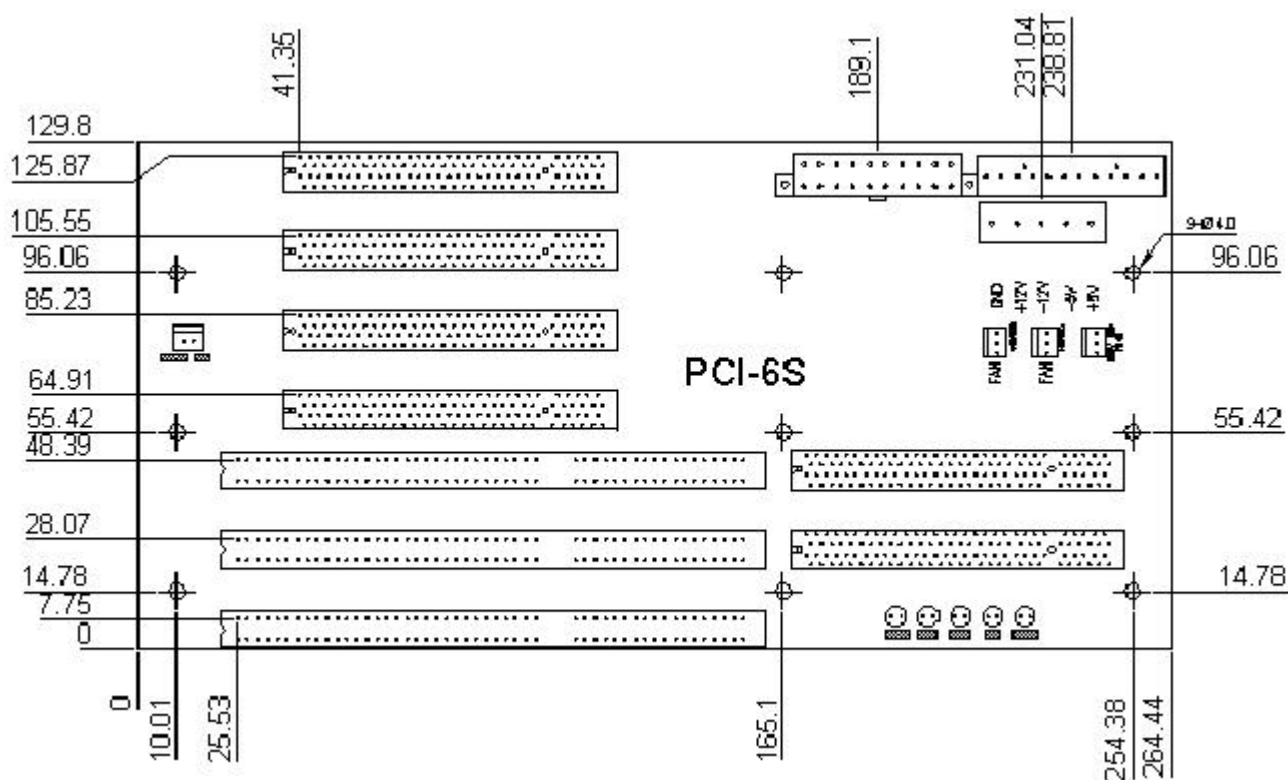 41.35
189.1
231.04
238.81
129.8
125.87
105.55
96.06
85.23
64.91
55.42
48.39
28.07
14.78
7.75
0
9-Ø4.0
96.06
GND
+12V
-12V
-5V
+5V
FAN
FAN
PCI-6S
55.42
14.78
0
10.01
25.53
165.1
254.38
264.44